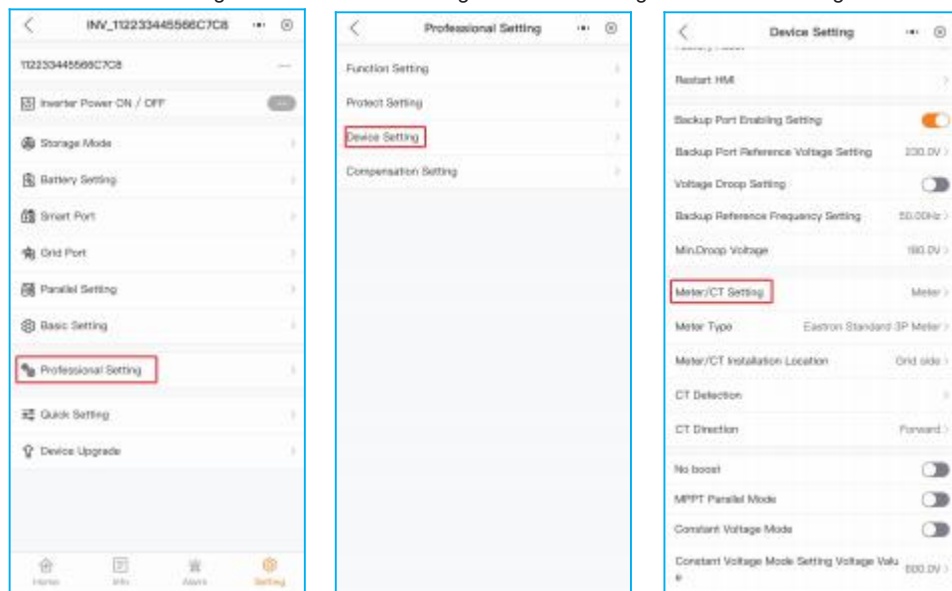 INV_112233445566C7C8
112233445566C7C8
Inverter Power ON / OFF
Storage Mode
Battery Setting
Smart Port
Grid Port
Parallel Setting
Basic Setting
Professional Setting
Quick Setting
Device Upgrade
Home Info Alarm Setting
Professional Setting
Function Setting
Protect Setting
Device Setting
Compensation Setting
Device Setting
Restart HMI
Backup Port Enabling Setting
Backup Port Reference Voltage Setting 230.0V
Voltage Droop Setting
Backup Reference Frequency Setting 50.00Hz
Min.Droop Voltage
Meter/CT Setting Meter
Meter Type Eastron Standard 3P Meter
Meter/CT Installation Location Grid side
CT Detection
CT Direction Forward
No boost
MPPT Parallel Mode
Constant Voltage Mode
Constant Voltage Mode Setting Voltage Valu
e